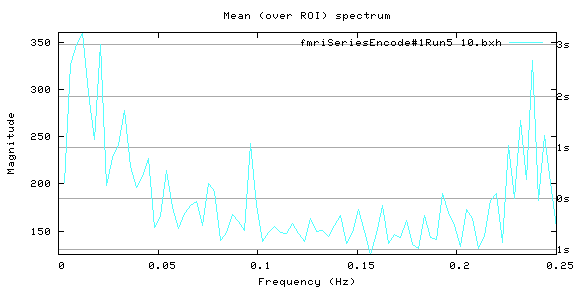 Mean (over ROI) spectrum
fmriSeriesEncode#1Run5 10.bxh
350
300
250
200
150
3s
2s
1s
0s
1s
Magnitude
0
0.05
0.1
0.15
0.2
0.25
Frequency (Hz)